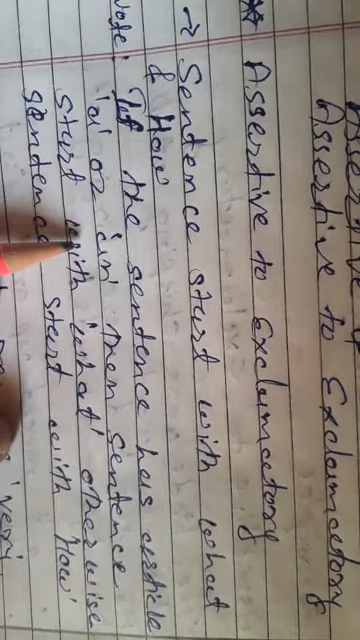 Assertive to Exclamatory
** Assertive to Exclamatory
→ Sentence start with what
& How
Note: If the sentence has article
'a' or 'an' then sentence
start with 'what' otherwise
sentence start with 'How'